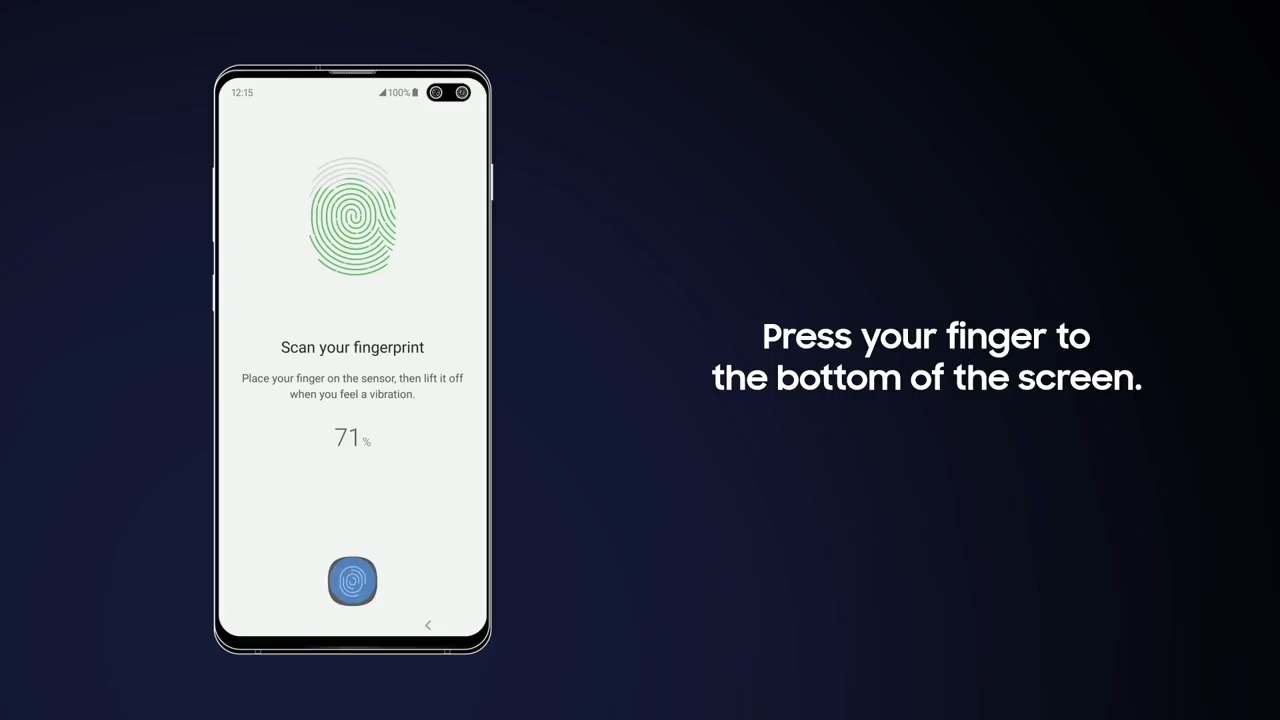 12:15
100%
Scan your fingerprint
Place your finger on the sensor, then lift it off
when you feel a vibration.
71%
Press your finger to
the bottom of the screen.